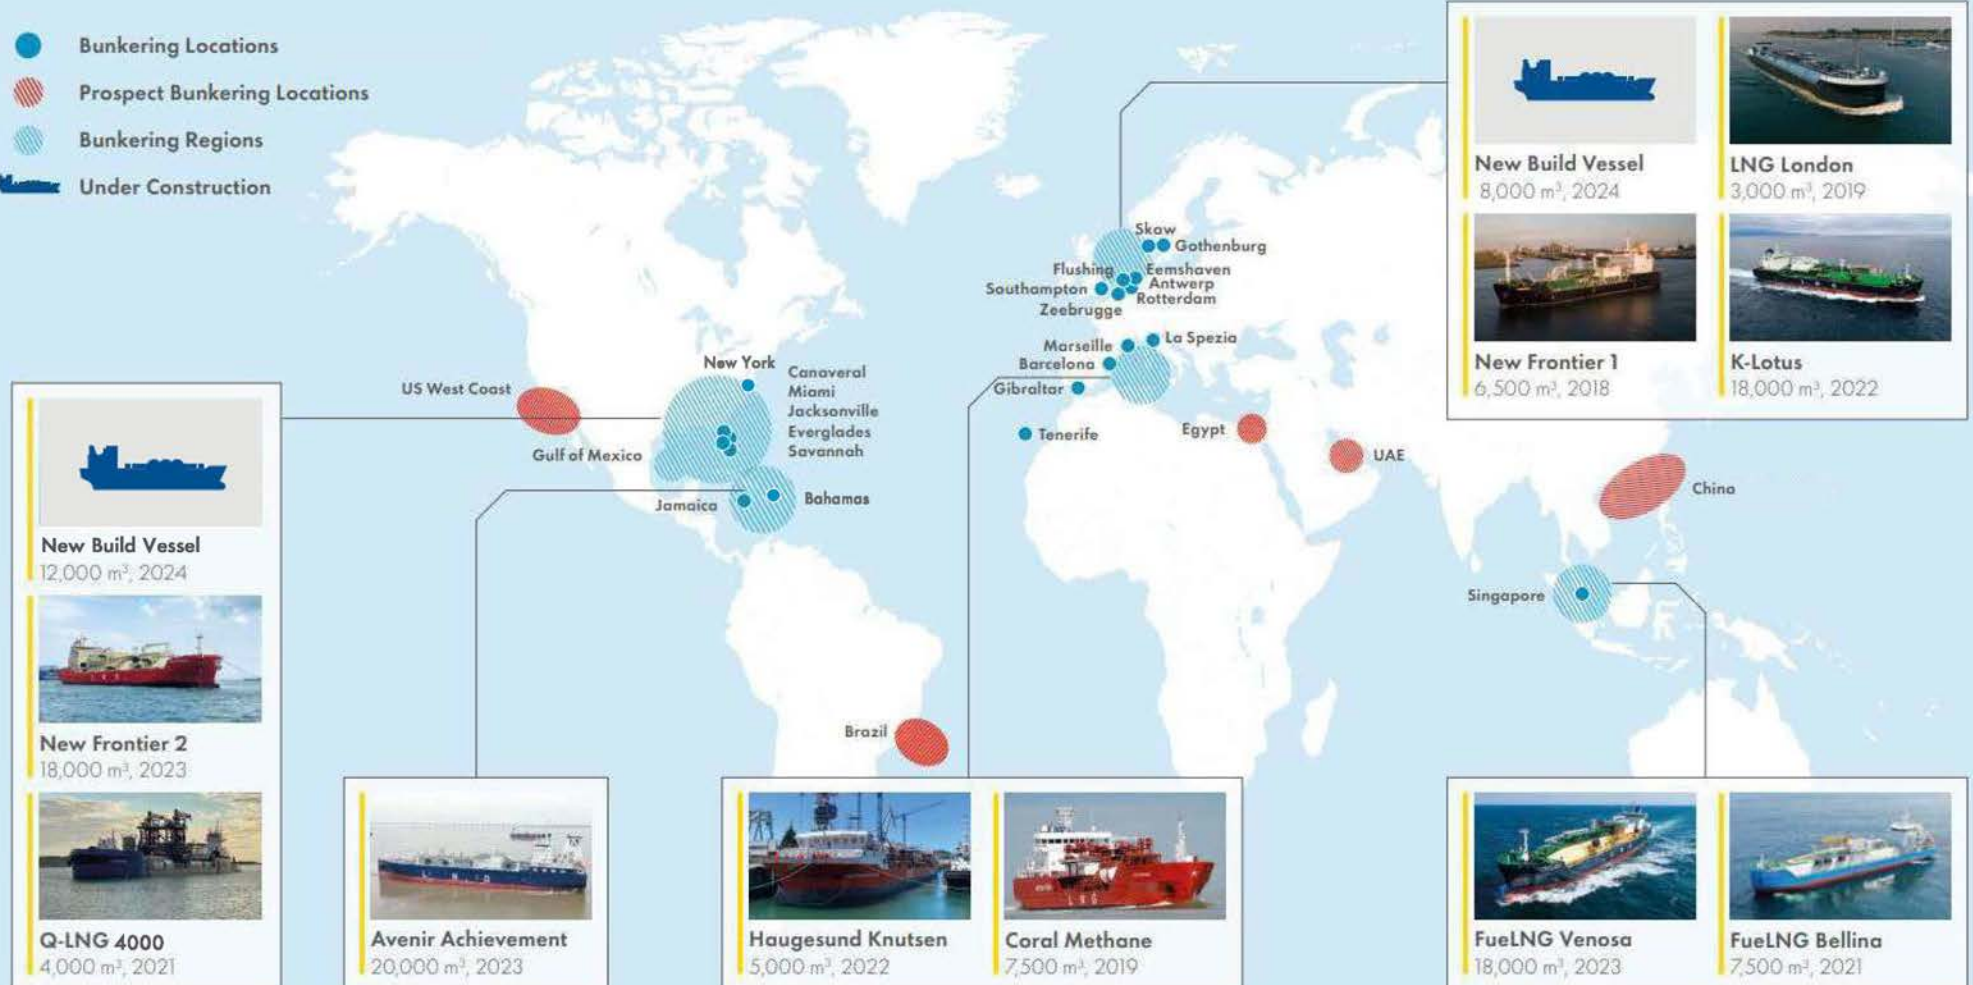 Bunkering Locations
Prospect Bunkering Locations
Bunkering Regions
Under Construction
New Build Vessel
8,000 m³, 2024
LNG London
3,000 m³, 2019
New Frontier 1
6,500 m³, 2018
K-Lotus
18,000 m³, 2022
Skaw
Gothenburg
Flushing
Eemshaven
Southampton
Antwerp
Rotterdam
Zeebrugge
Marseille
La Spezia
Barcelona
Gibraltar
Tenerife
Egypt
UAE
China
Singapore
US West Coast
New York
Canaveral
Miami
Jacksonville
Everglades
Savannah
Gulf of Mexico
Jamaica
Bahamas
Brazil
New Build Vessel
12,000 m³, 2024
New Frontier 2
18,000 m³, 2023
Q-LNG 4000
4,000 m³, 2021
L N G
Avenir Achievement
20,000 m³, 2023
Haugesund Knutsen
5,000 m³, 2022
LNG
Coral Methane
7,500 m³, 2019
FueLNG Venosa
18,000 m³, 2023
FueLNG Bellina
7,500 m³, 2021